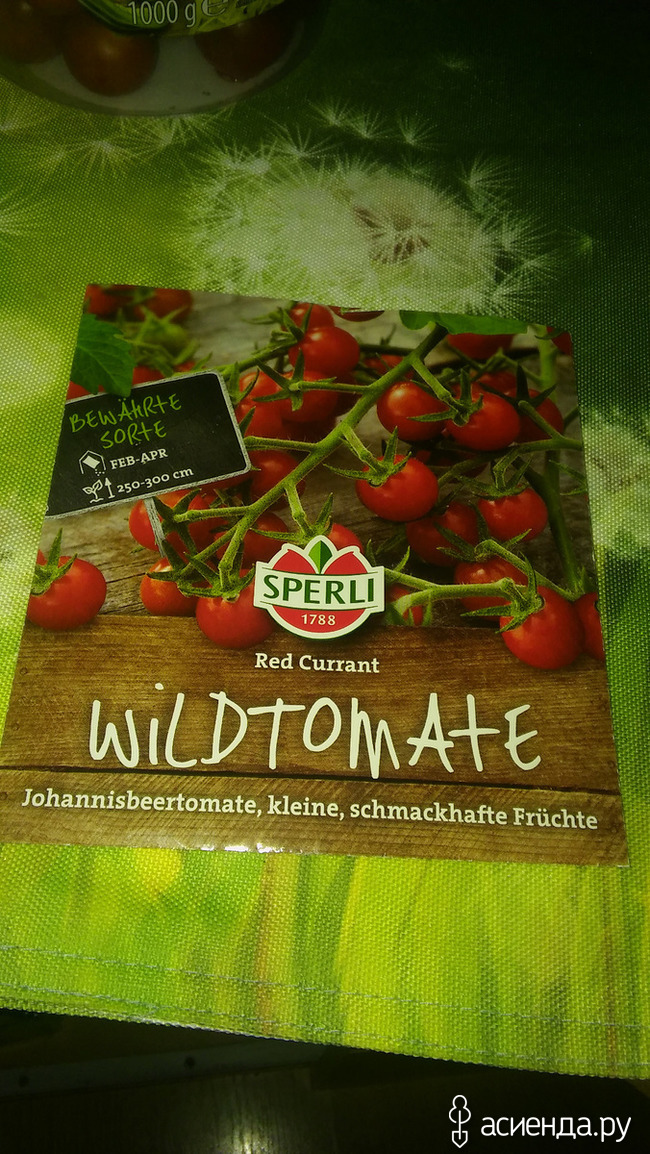 1000 g e
BEWÄHRTE
SORTE
FEB-APR
250-300 cm
SPERLI
1788
Red Currant
WiLDTOMATE
Johannisbeertomate, kleine, schmackhafte Früchte
асиенда.ру